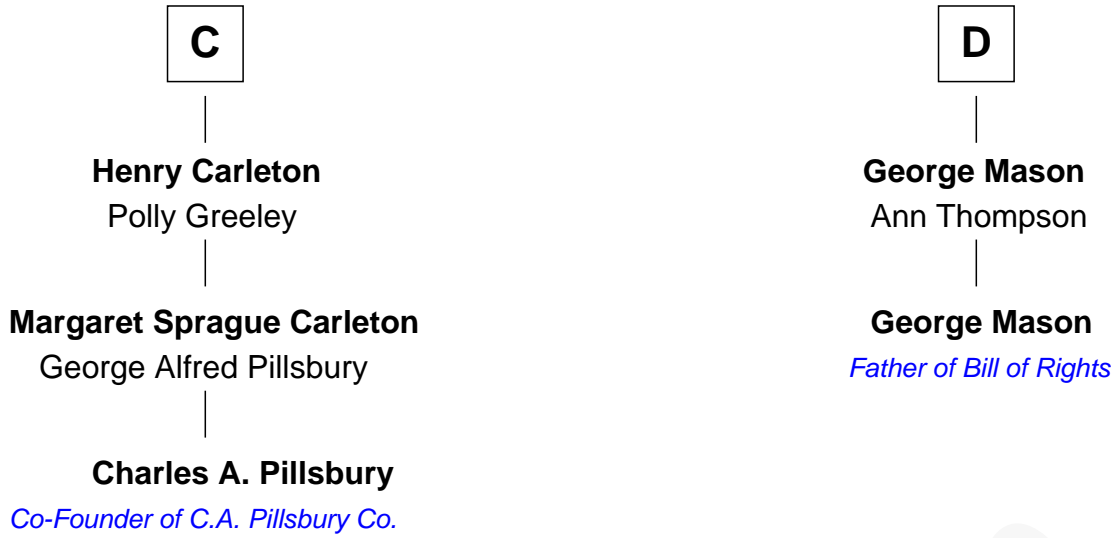 C
Henry Carleton
Polly Greeley
Margaret Sprague Carleton
George Alfred Pillsbury
Charles A. Pillsbury
Co-Founder of C.A. Pillsbury Co.
D
George Mason
Ann Thompson
George Mason
Father of Bill of Rights